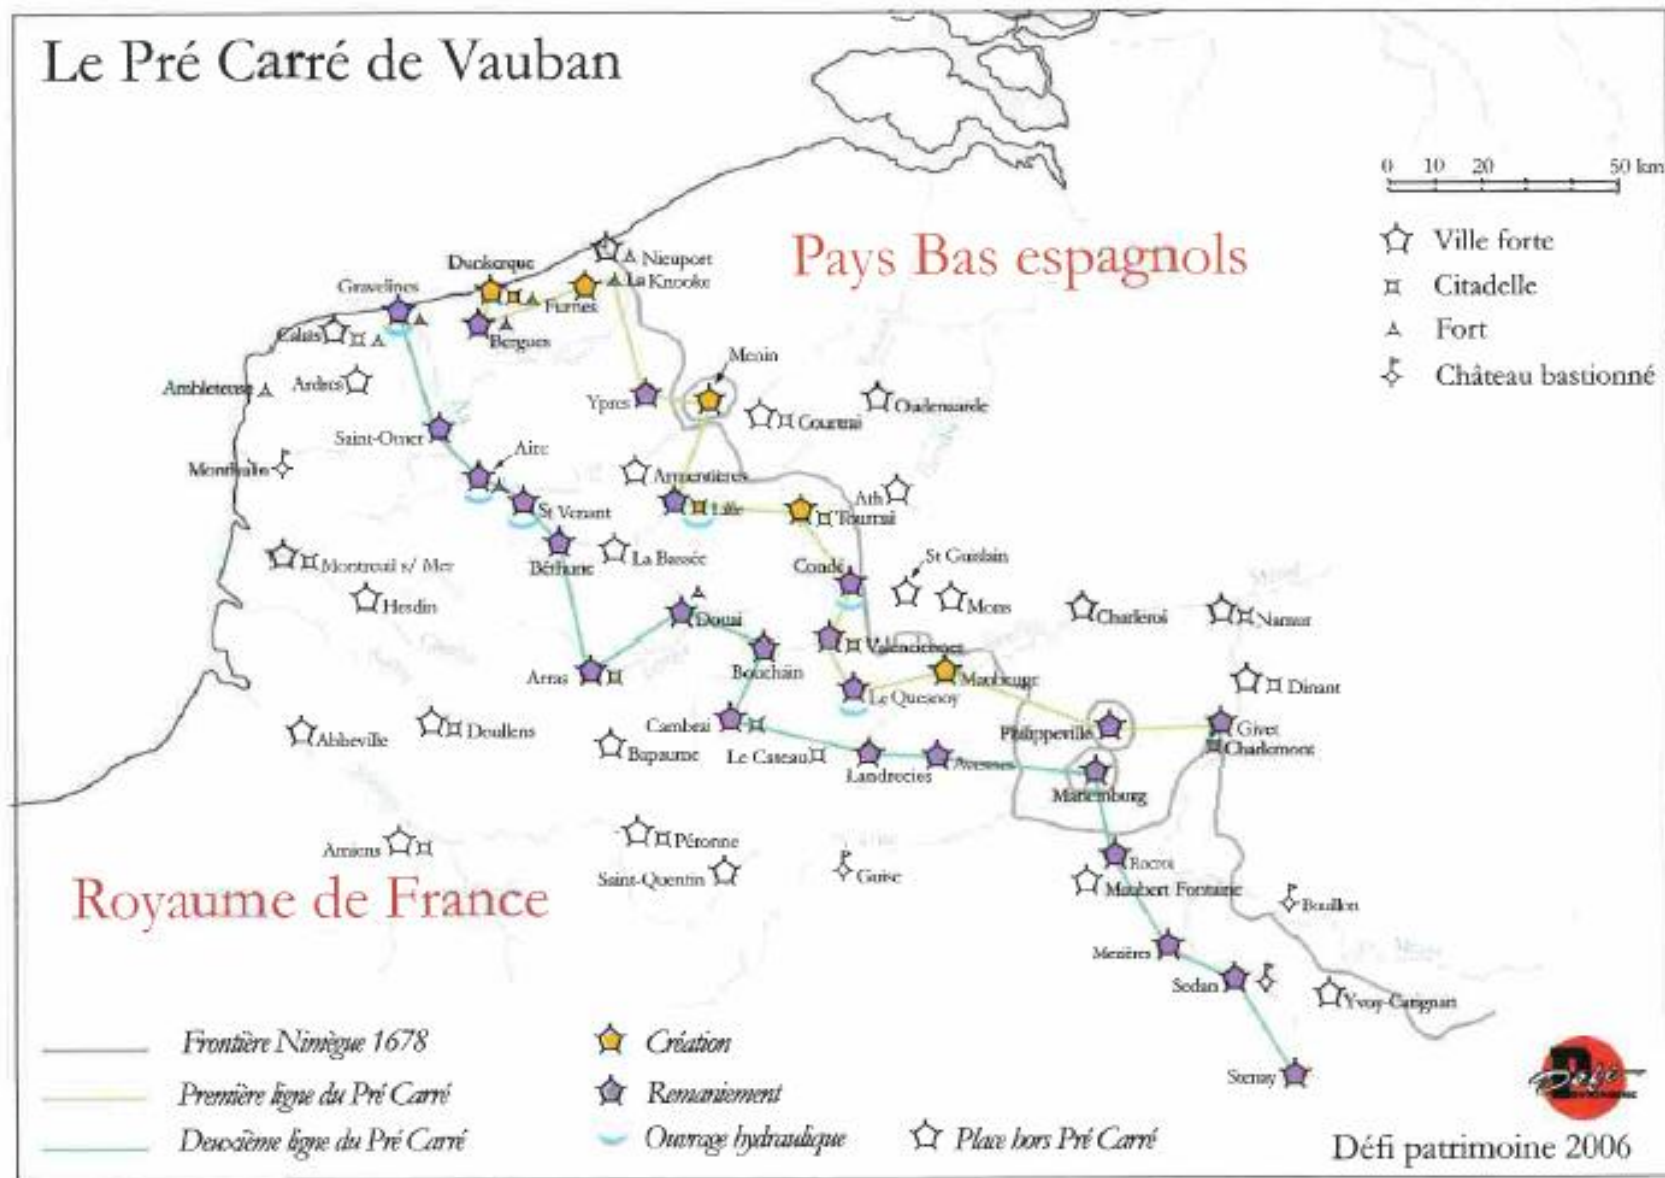 Le Pré Carré de Vauban
0 10 20 50 km
Ville forte
Citadelle
Fort
Château bastionné
Pays Bas espagnols
Nieuport
La Knooke
Dunkerque
Gravelines
Furnes
Calais
Bergues
Menin
Ambleteuse
Ardres
Ypres
Courtrai
Oudenaarde
Saint-Omer
Aire
Monthulin
Armentières
Ath
St Venant
Lille
Tournai
La Bassée
Condé
St Guislain
Montreuil s/ Mer
Béthune
Hesdin
Mons
Charleroi
Namur
Douai
Valenciennes
Arras
Bouchain
Maubeuge
Le Quesnoy
Dinant
Abbeville
Doullens
Cambrai
Philippeville
Givet
Charlemont
Bapaume
Le Cateau
Landrecies
Avesnes
Mariembourg
Amiens
Péronne
Saint-Quentin
Guise
Rocroi
Maubert Fontaine
Royaume de France
Bouillon
Mezières
Sedan
Yvoy-Carignan
Stenay
Frontière Nimègue 1678
Création
Première ligne du Pré Carré
Remaniement
Deuxième ligne du Pré Carré
Ouvrage hydraulique
Place hors Pré Carré
Défi patrimoine 2006